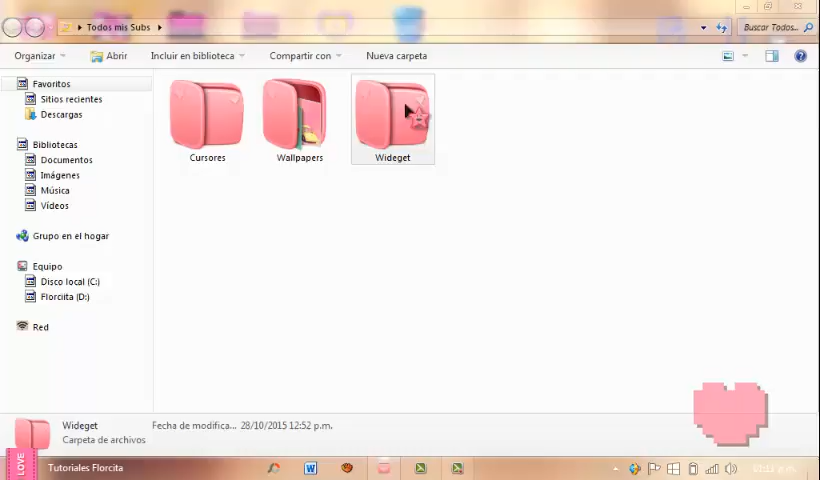 Todos mis Subs
Buscar Todos...
Organizar
Abrir
Incluir en biblioteca
Compartir con
Nueva carpeta
Favoritos
Sitios recientes
Descargas
Bibliotecas
Documentos
Imágenes
Música
Vídeos
Grupo en el hogar
Equipo
Disco local (C:)
Florciita (D:)
Red
Cursores
Wallpapers
Wideget
Wideget
Fecha de modifica... 28/10/2015 12:52 p.m.
Carpeta de archivos
LOVE
Tutoriales Florcita